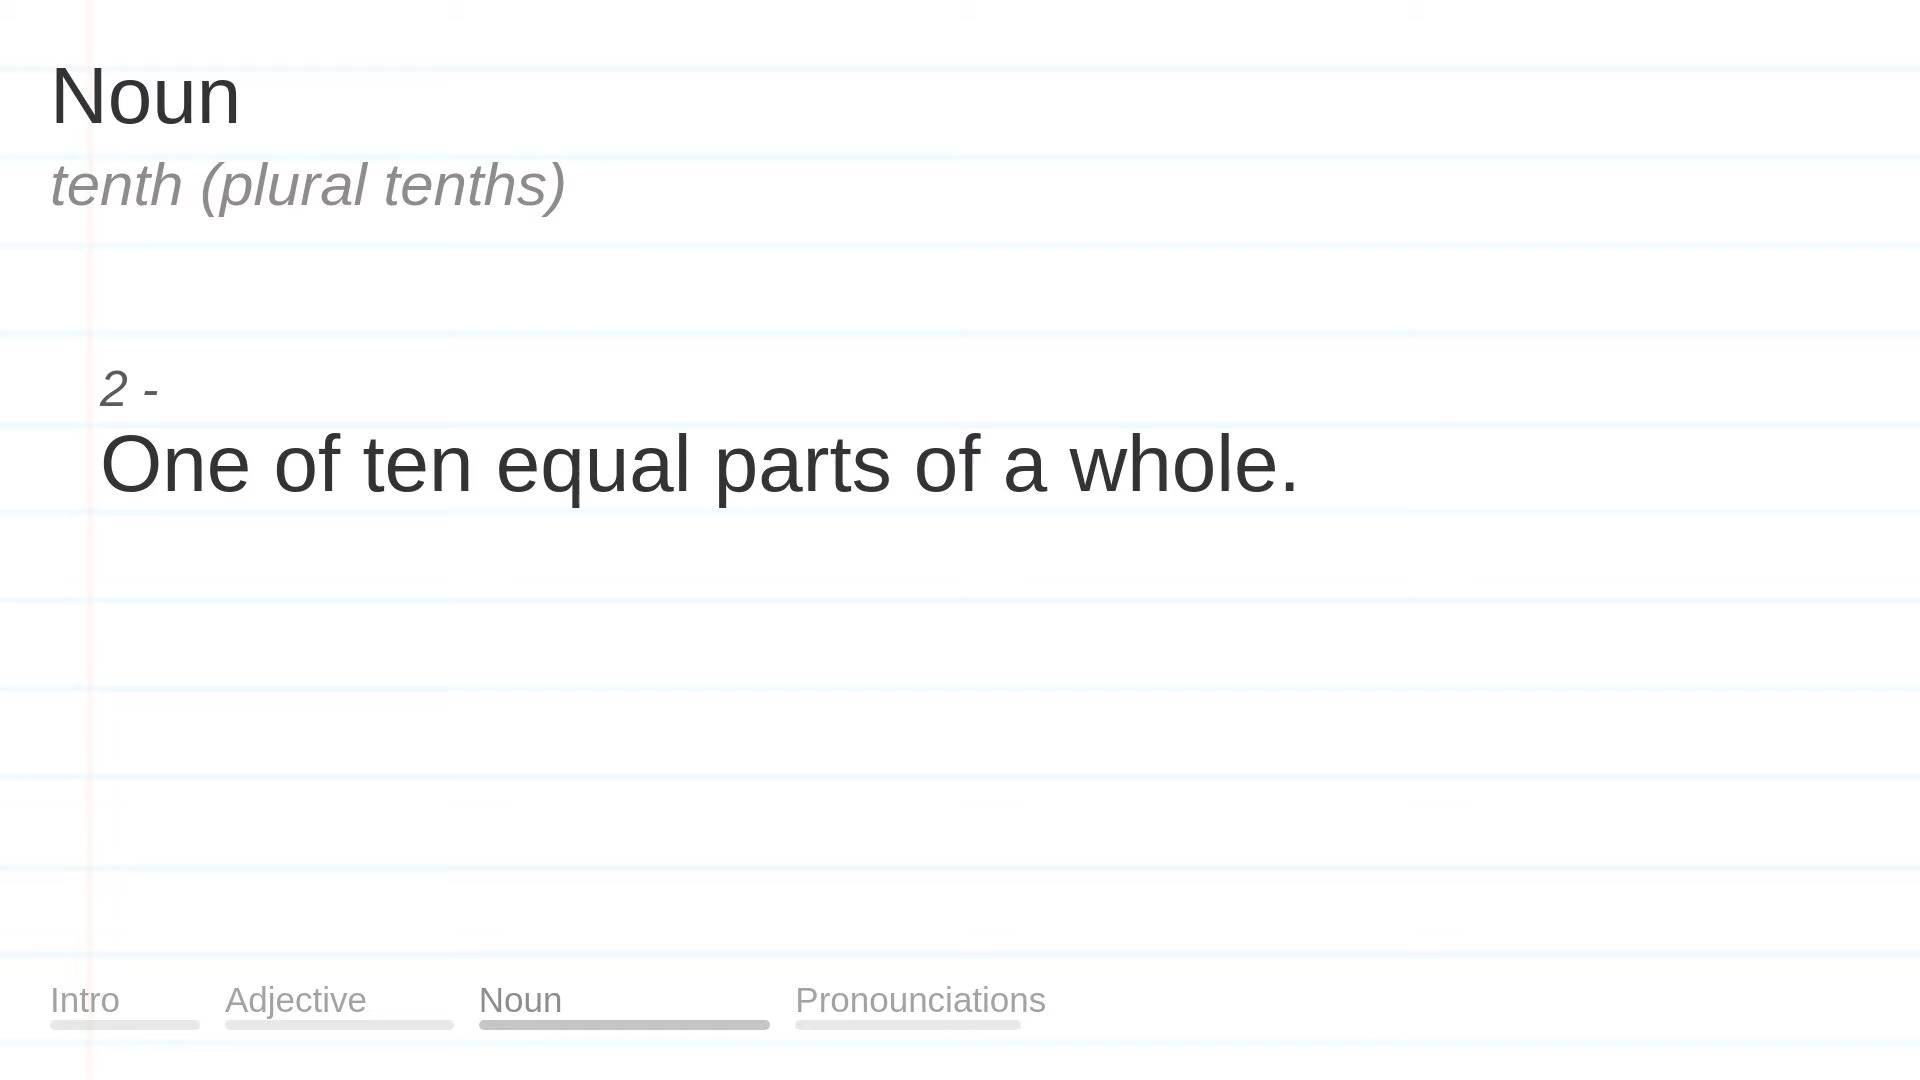 Noun
tenth (plural tenths)
2 -
One of ten equal parts of a whole.
Intro Adjective Noun Pronounciations